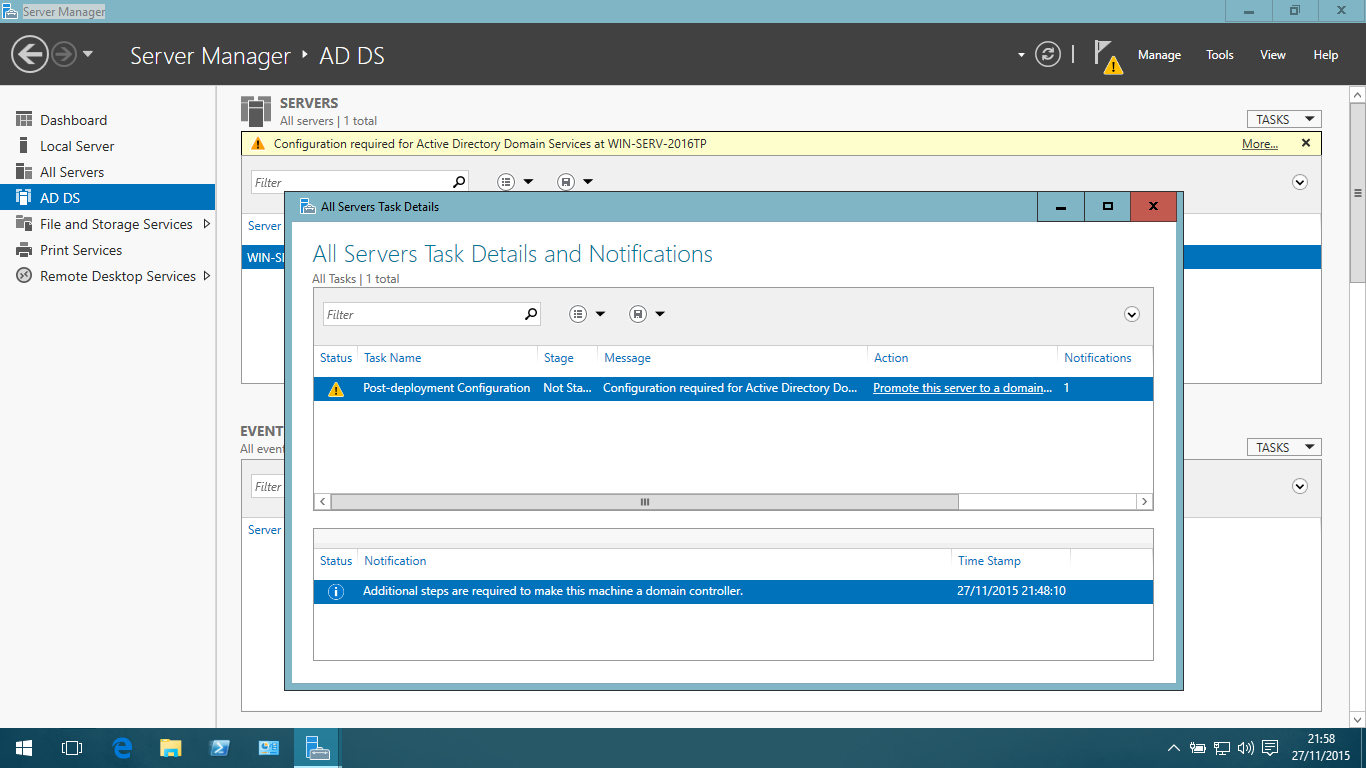 Server Manager
Server Manager ‣ AD DS
Manage Tools View Help
Dashboard
Local Server
All Servers
AD DS
File and Storage Services
Print Services
Remote Desktop Services
SERVERS
All servers | 1 total
TASKS
Configuration required for Active Directory Domain Services at WIN-SERV-2016TP More...
Filter
Server
WIN-SE
All Servers Task Details
All Servers Task Details and Notifications
All Tasks | 1 total
Filter
Status Task Name Stage Message Action Notifications
Post-deployment Configuration Not Sta... Configuration required for Active Directory Do... Promote this server to a domain... 1
Status Notification Time Stamp
Additional steps are required to make this machine a domain controller. 27/11/2015 21:48:10
EVENT
All event
TASKS
Filter
Server
21:58
27/11/2015